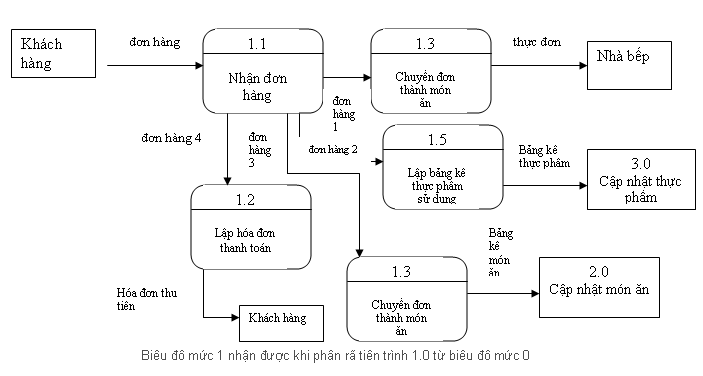 Khách
hàng
đơn hàng
1.1
Nhận đơn
hàng
1.3
Chuyển đơn
thành món
ăn
thực đơn
Nhà bếp
đơn
hàng
1
đơn hàng 4
đơn
hàng
3
đơn hàng 2
1.5
Lập bảng kê
thực phẩm
sử dung
Bảng kê
thực phẩm
3.0
Cập nhật thực
phẩm
1.2
Lập hóa đơn
thanh toán
1.3
Chuyển đơn
thành món
ăn
Bảng
kê
món
ăn
2.0
Cập nhật món ăn
Hóa đơn thu
tiền
Khách hàng
Biểu đồ mức 1 nhận được khi phân rã tiến trình 1.0 từ biểu đồ mức 0